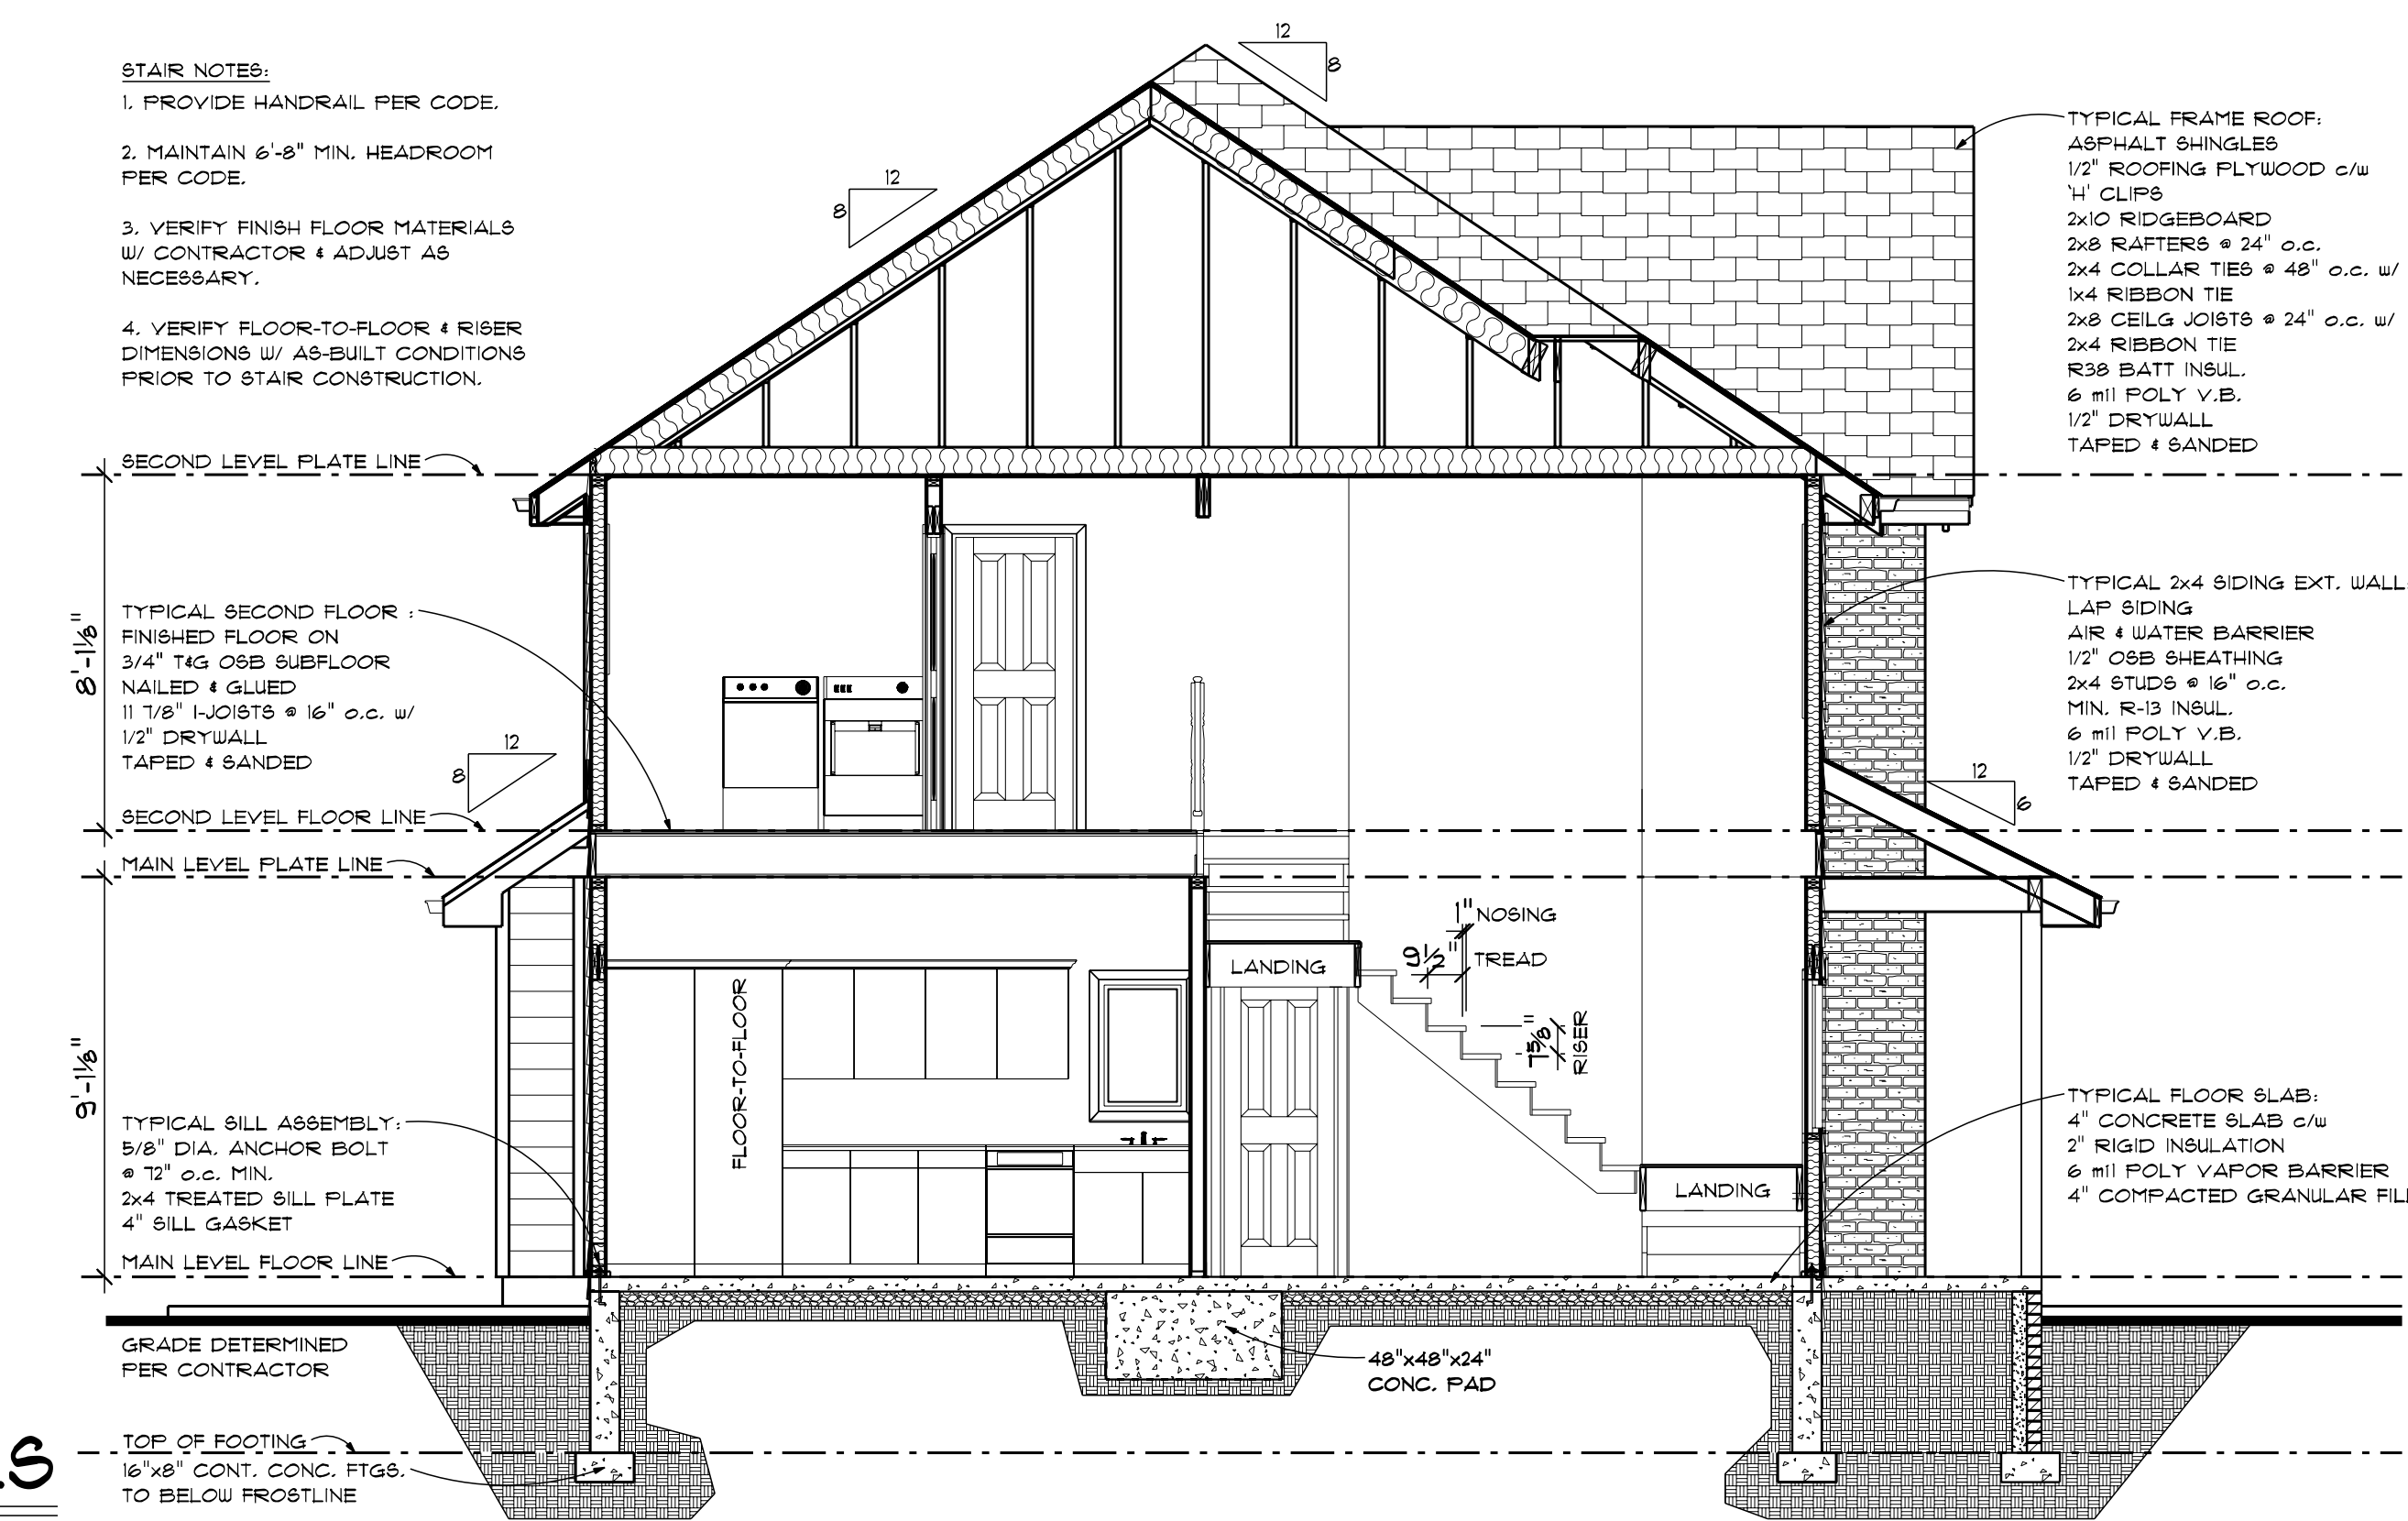 STAIR NOTES:
1. PROVIDE HANDRAIL PER CODE.
2. MAINTAIN 6'-8" MIN. HEADROOM
PER CODE.
3. VERIFY FINISH FLOOR MATERIALS
W/ CONTRACTOR & ADJUST AS
NECESSARY.
4. VERIFY FLOOR-TO-FLOOR & RISER
DIMENSIONS W/ AS-BUILT CONDITIONS
PRIOR TO STAIR CONSTRUCTION.
SECOND LEVEL PLATE LINE
8'-1⅛"
TYPICAL SECOND FLOOR :
FINISHED FLOOR ON
3/4" T&G OSB SUBFLOOR
NAILED & GLUED
11 7/8" I-JOISTS @ 16" o.c. w/
1/2" DRYWALL
TAPED & SANDED
12
8
SECOND LEVEL FLOOR LINE
MAIN LEVEL PLATE LINE
9'-1⅛"
TYPICAL SILL ASSEMBLY:
5/8" DIA. ANCHOR BOLT
@ 72" o.c. MIN.
2x4 TREATED SILL PLATE
4" SILL GASKET
MAIN LEVEL FLOOR LINE
GRADE DETERMINED
PER CONTRACTOR
TOP OF FOOTING
16"x8" CONT. CONC. FTGS.
TO BELOW FROSTLINE
12
8
12
8
1" NOSING
9½" TREAD
7⅝" RISER
LANDING
FLOOR-TO-FLOOR
LANDING
48"x48"x24"
CONC. PAD
TYPICAL FRAME ROOF:
ASPHALT SHINGLES
1/2" ROOFING PLYWOOD c/w
'H' CLIPS
2x10 RIDGEBOARD
2x8 RAFTERS @ 24" o.c.
2x4 COLLAR TIES @ 48" o.c. w/
1x4 RIBBON TIE
2x8 CEILG JOISTS @ 24" o.c. w/
2x4 RIBBON TIE
R38 BATT INSUL.
6 mil POLY V.B.
1/2" DRYWALL
TAPED & SANDED
TYPICAL 2x4 SIDING EXT. WALL
LAP SIDING
AIR & WATER BARRIER
1/2" OSB SHEATHING
2x4 STUDS @ 16" o.c.
MIN. R-13 INSUL.
6 mil POLY V.B.
1/2" DRYWALL
TAPED & SANDED
12
6
TYPICAL FLOOR SLAB:
4" CONCRETE SLAB c/w
2" RIGID INSULATION
6 mil POLY VAPOR BARRIER
4" COMPACTED GRANULAR